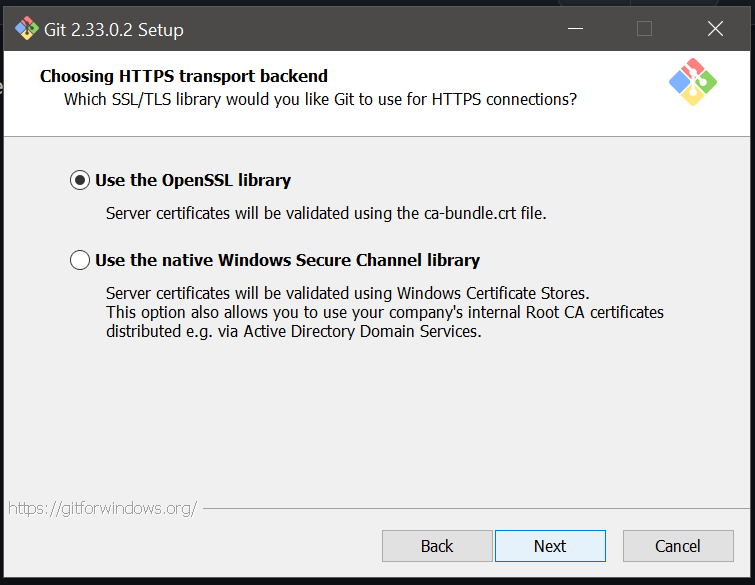 Git 2.33.0.2 Setup
Choosing HTTPS transport backend
Which SSL/TLS library would you like Git to use for HTTPS connections?
Use the OpenSSL library
Server certificates will be validated using the ca-bundle.crt file.
Use the native Windows Secure Channel library
Server certificates will be validated using Windows Certificate Stores.
This option also allows you to use your company's internal Root CA certificates
distributed e.g. via Active Directory Domain Services.
https://gitforwindows.org/
Back
Next
Cancel